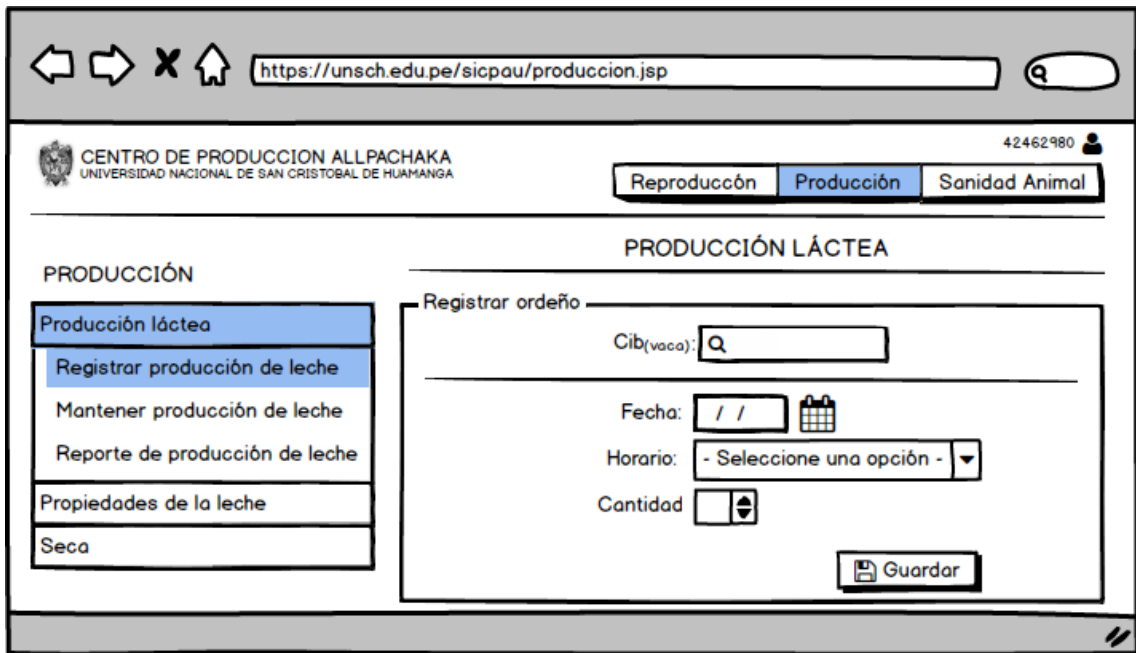 https://unsch.edu.pe/sicpau/produccion.jsp
42462980
CENTRO DE PRODUCCION ALLPACHAKA
UNIVERSIDAD NACIONAL DE SAN CRISTOBAL DE HUAMANGA
Reproduccón Producción Sanidad Animal
PRODUCCIÓN
Producción láctea
Registrar producción de leche
Mantener producción de leche
Reporte de producción de leche
Propiedades de la leche
Seca
PRODUCCIÓN LÁCTEA
Registrar ordeño
Cib(vaca):
Fecha: / /
Horario: - Seleccione una opción -
Cantidad
Guardar